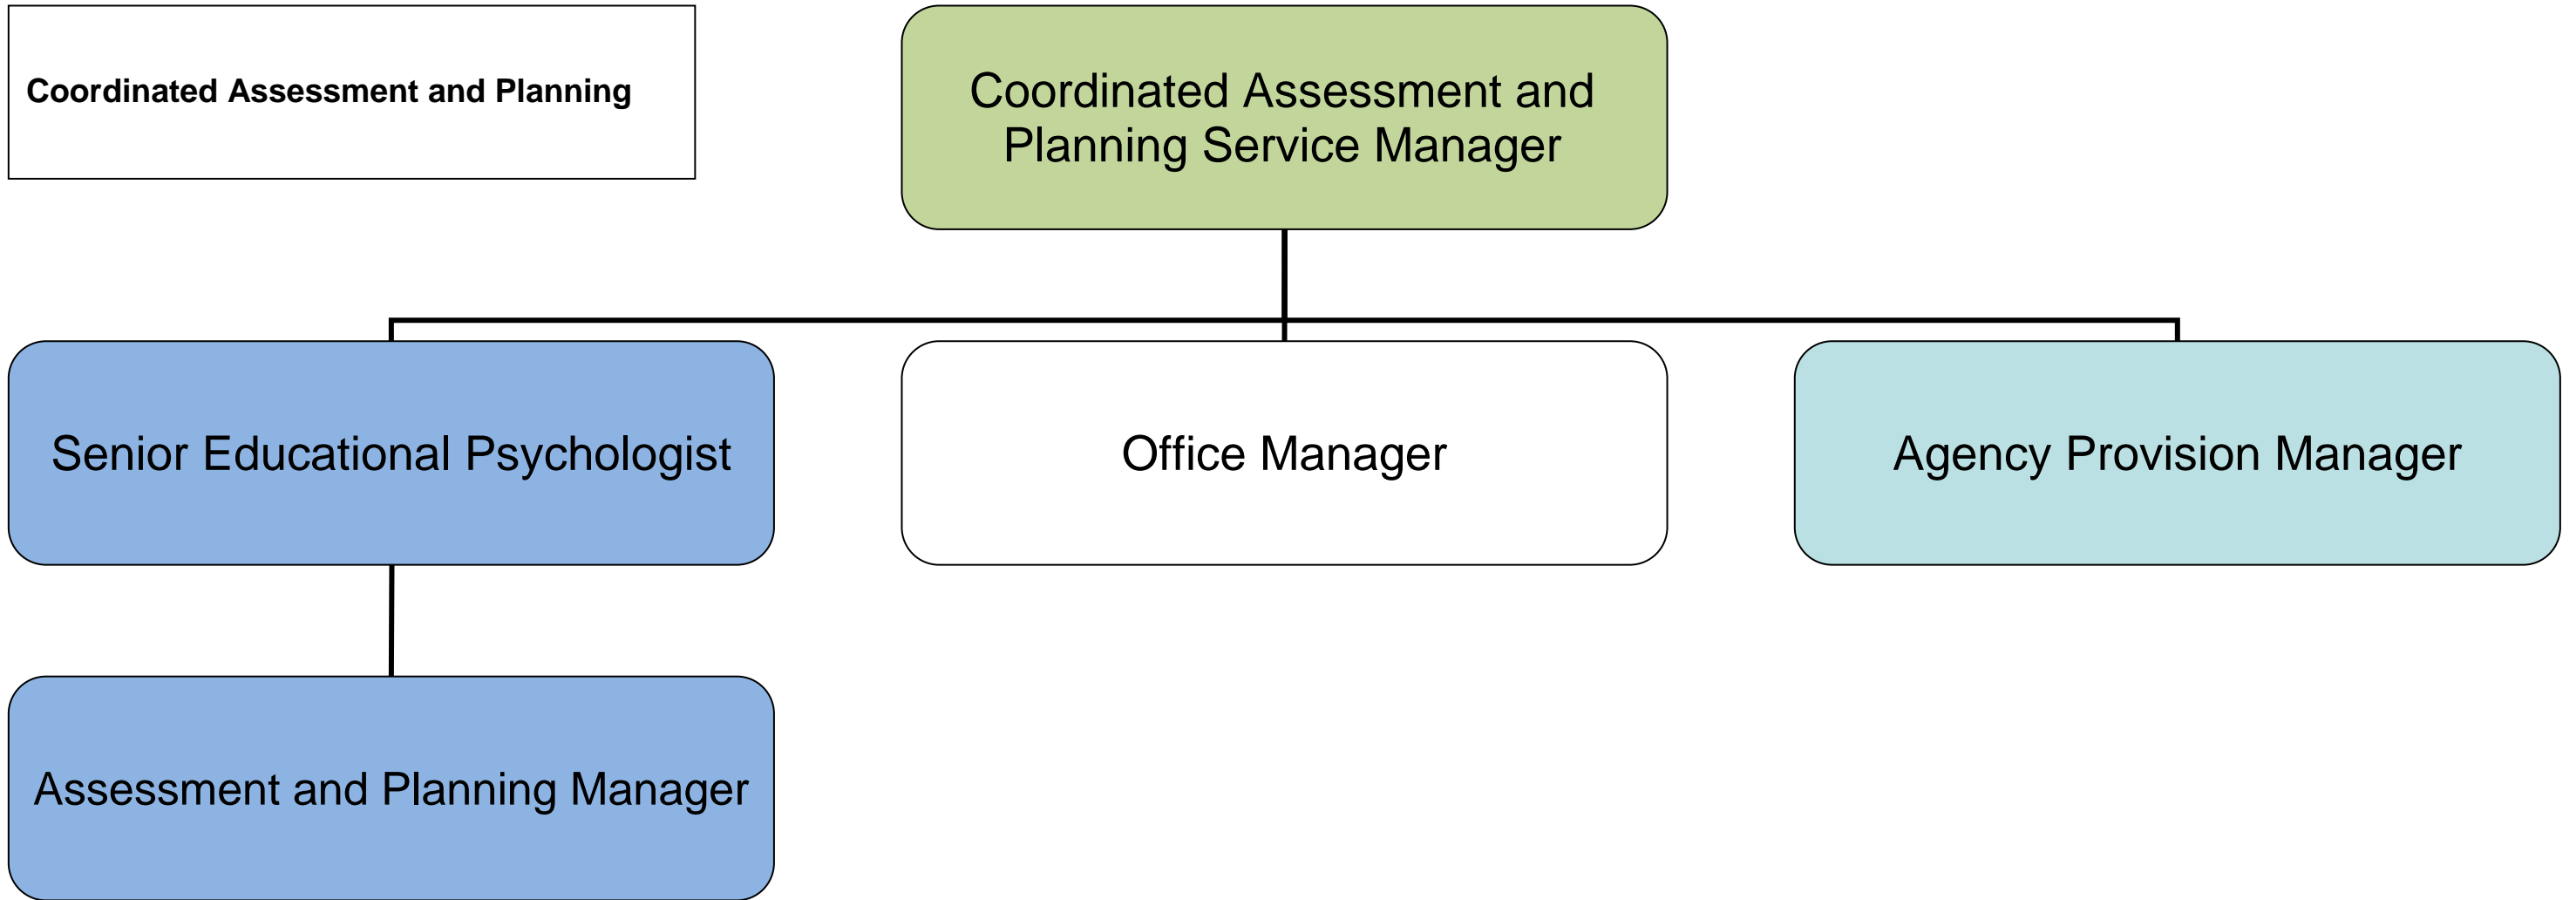 Coordinated Assessment and Planning
Coordinated Assessment and
Planning Service Manager
Senior Educational Psychologist
Office Manager
Agency Provision Manager
Assessment and Planning Manager